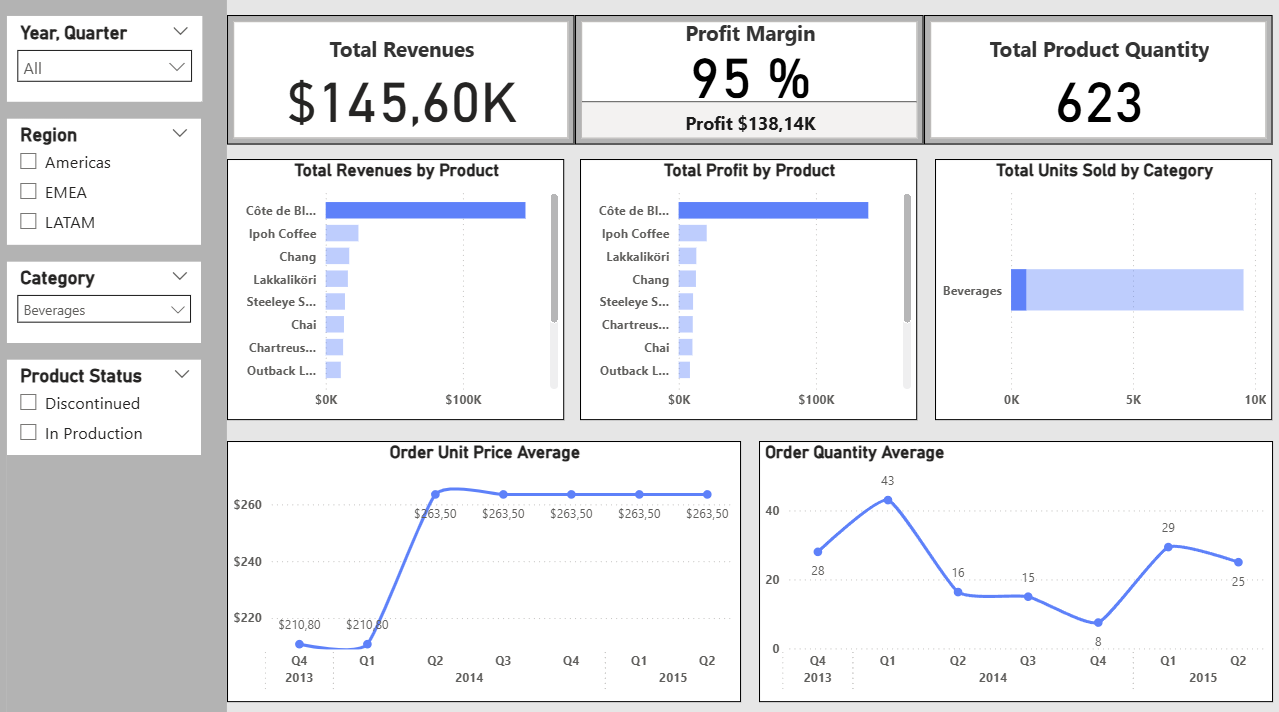 Year, Quarter
All
Region
Americas
EMEA
LATAM
Category
Beverages
Product Status
Discontinued
In Production
Total Revenues
$145,60K
Profit Margin
95 %
Profit $138,14K
Total Product Quantity
623
Total Revenues by Product
Côte de Bl...
Ipoh Coffee
Chang
Lakkalikööri
Steeleye S...
Chai
Chartreus...
Outback L...
$0K $100K
Total Profit by Product
Côte de Bl...
Ipoh Coffee
Lakkalikööri
Chang
Steeleye S...
Chartreus...
Chai
Outback L...
$0K $100K
Total Units Sold by Category
Beverages
0K 5K 10K
Order Unit Price Average
$260
$240
$220
$210,80 $210,80 $263,50 $263,50 $263,50 $263,50 $263,50
Q4 Q1 Q2 Q3 Q4 Q1 Q2
2013 2014 2015
Order Quantity Average
40
20
0
28 43 16 15 8 29 25
Q4 Q1 Q2 Q3 Q4 Q1 Q2
2013 2014 2015